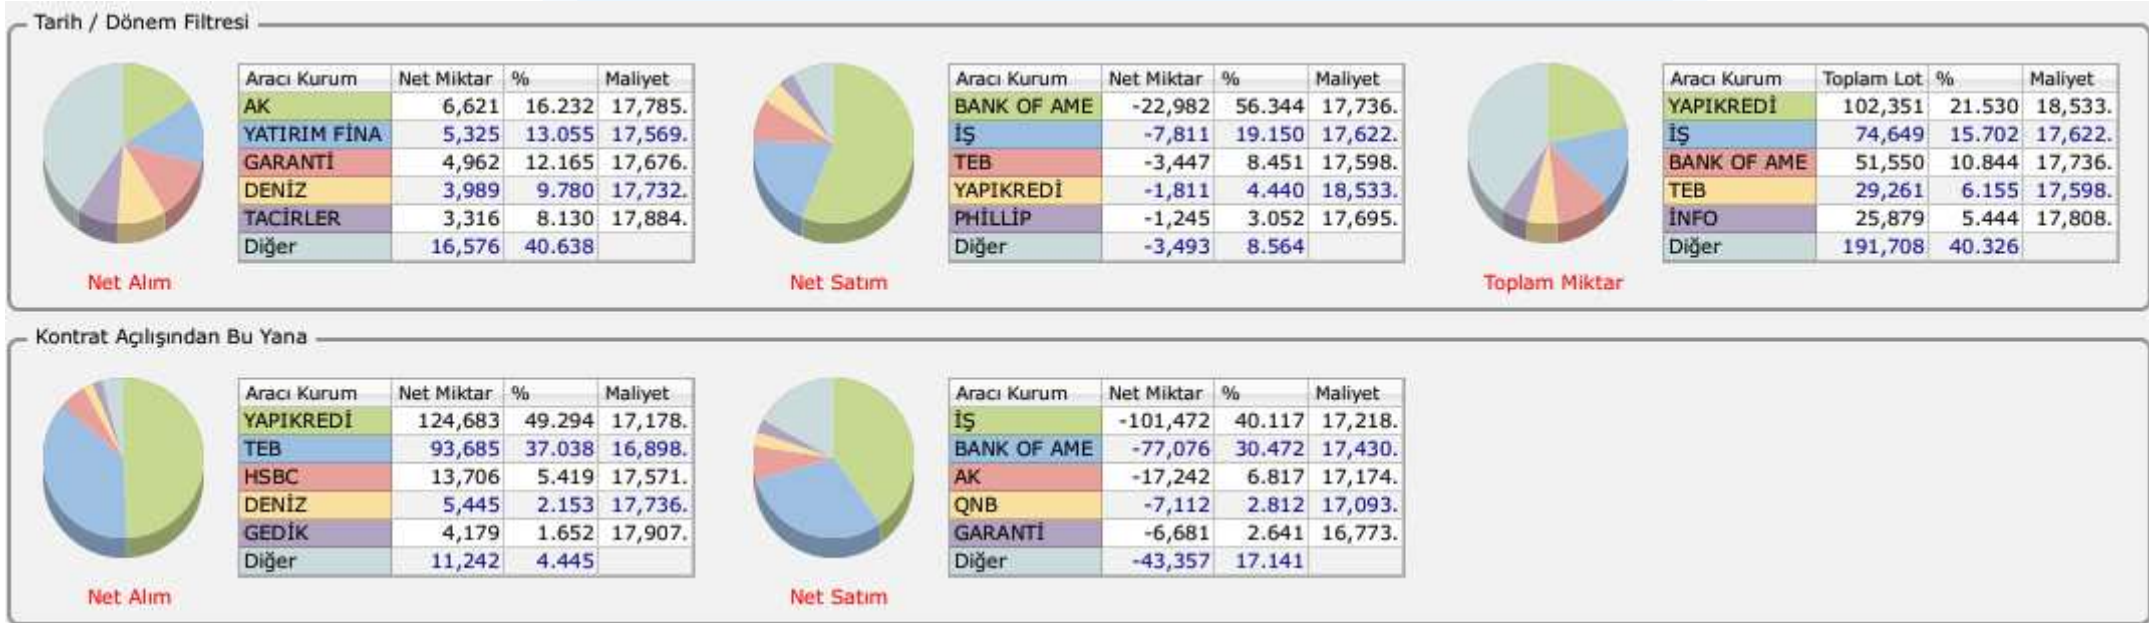 Tarih / Dönem Filtresi
Aracı Kurum Net Miktar % Maliyet
AK 6,621 16.232 17,785.
YATIRIM FİNA 5,325 13.055 17,569.
GARANTİ 4,962 12.165 17,676.
DENİZ 3,989 9.780 17,732.
TACİRLER 3,316 8.130 17,884.
Diğer 16,576 40.638
Net Alım
Aracı Kurum Net Miktar % Maliyet
BANK OF AME -22,982 56.344 17,736.
İŞ -7,811 19.150 17,622.
TEB -3,447 8.451 17,598.
YAPIKREDİ -1,811 4.440 18,533.
PHİLLİP -1,245 3.052 17,695.
Diğer -3,493 8.564
Net Satım
Aracı Kurum Toplam Lot % Maliyet
YAPIKREDİ 102,351 21.530 18,533.
İŞ 74,649 15.702 17,622.
BANK OF AME 51,550 10.844 17,736.
TEB 29,261 6.155 17,598.
İNFO 25,879 5.444 17,808.
Diğer 191,708 40.326
Toplam Miktar
Kontrat Açılışından Bu Yana
Aracı Kurum Net Miktar % Maliyet
YAPIKREDİ 124,683 49.294 17,178.
TEB 93,685 37.038 16,898.
HSBC 13,706 5.419 17,571.
DENİZ 5,445 2.153 17,736.
GEDİK 4,179 1.652 17,907.
Diğer 11,242 4.445
Net Alım
Aracı Kurum Net Miktar % Maliyet
İŞ -101,472 40.117 17,218.
BANK OF AME -77,076 30.472 17,430.
AK -17,242 6.817 17,174.
QNB -7,112 2.812 17,093.
GARANTİ -6,681 2.641 16,773.
Diğer -43,357 17.141
Net Satım